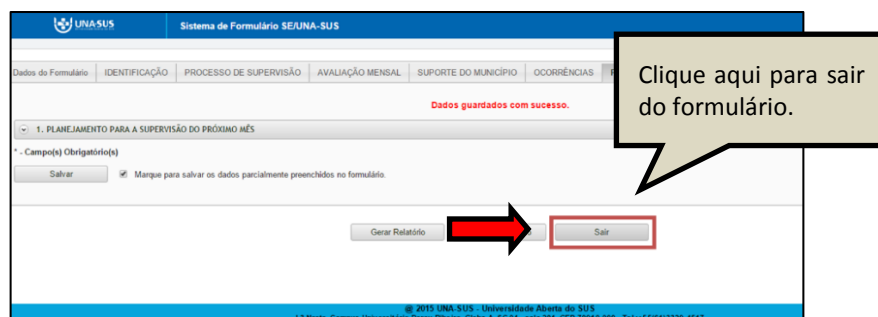 UNA-SUS Sistema de Formulário SE/UNA-SUS
Dados do Formulário IDENTIFICAÇÃO PROCESSO DE SUPERVISÃO AVALIAÇÃO MENSAL SUPORTE DO MUNICÍPIO OCORRÊNCIAS
Clique aqui para sair
do formulário.
Dados guardados com sucesso.
1. PLANEJAMENTO PARA A SUPERVISÃO DO PRÓXIMO MÊS
* - Campo(s) Obrigatório(s)
Salvar Marque para salvar os dados parcialmente preenchidos no formulário.
Gerar Relatório Sair
@ 2015 UNA-SUS - Universidade Aberta do SUS